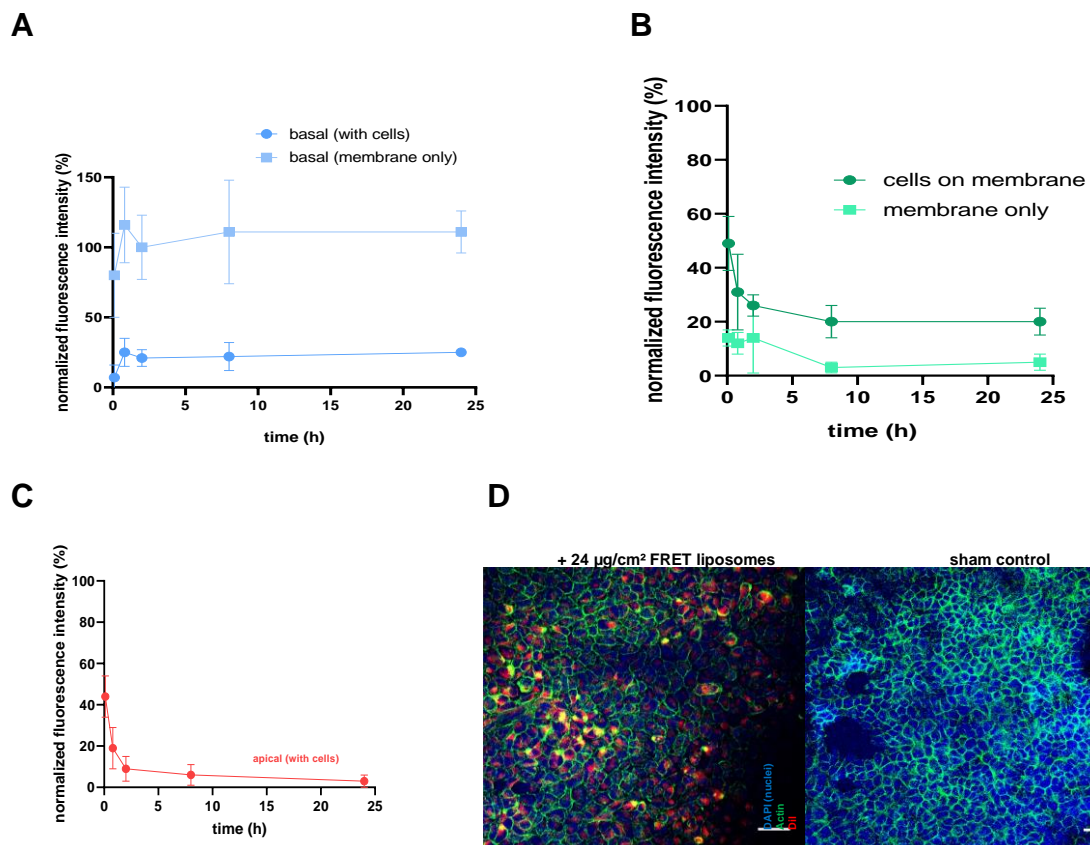 A
basal (with cells)
basal (membrane only)
normalized fluorescence intensity (%)
150
100
50
0
0 5 10 15 20 25
time (h)
B
cells on membrane
membrane only
normalized fluorescence intensity (%)
100
80
60
40
20
0
0 5 10 15 20 25
time (h)
C
normalized fluorescence intensity (%)
100
80
60
40
20
0
apical (with cells)
0 5 10 15 20 25
time (h)
D
+ 24 µg/cm² FRET liposomes
sham control
DAPI (nuclei)
Actin
DiI